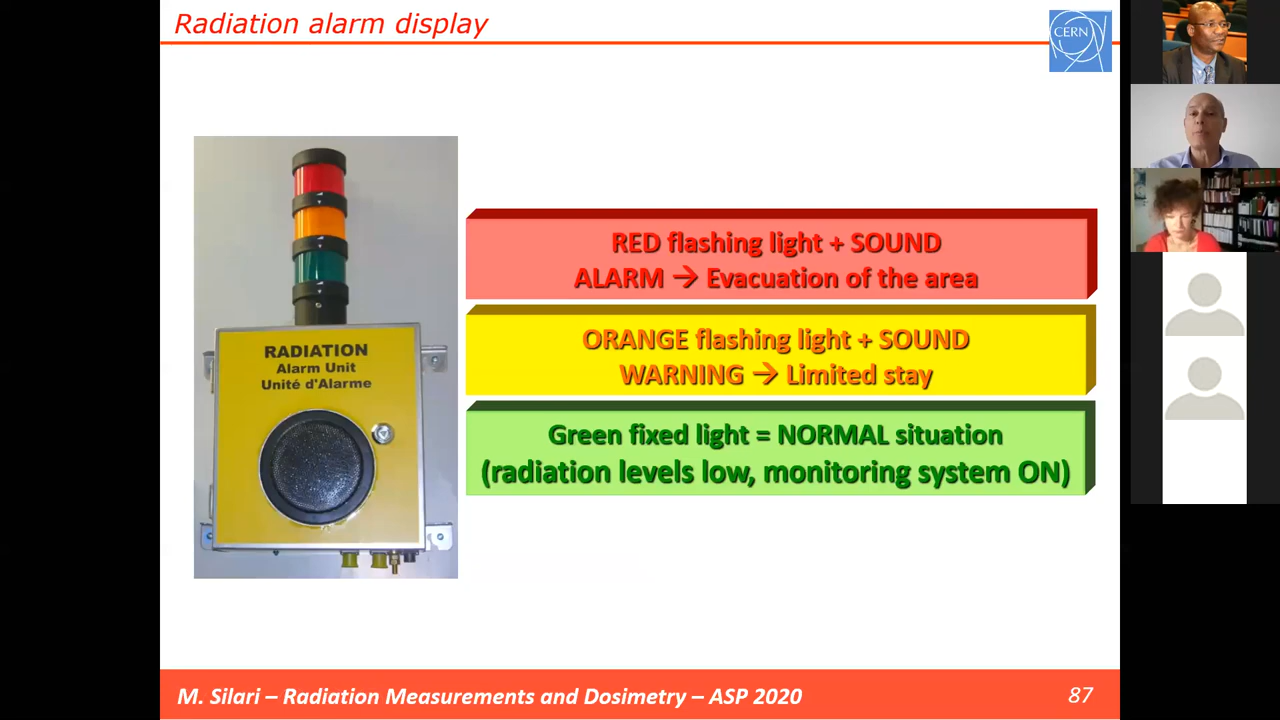 Radiation alarm display
CERN
RADIATION
Alarm Unit
Unité d'Alarme
RED flashing light + SOUND
ALARM → Evacuation of the area
ORANGE flashing light + SOUND
WARNING → Limited stay
Green fixed light = NORMAL situation
(radiation levels low, monitoring system ON)
M. Silari – Radiation Measurements and Dosimetry – ASP 2020
87